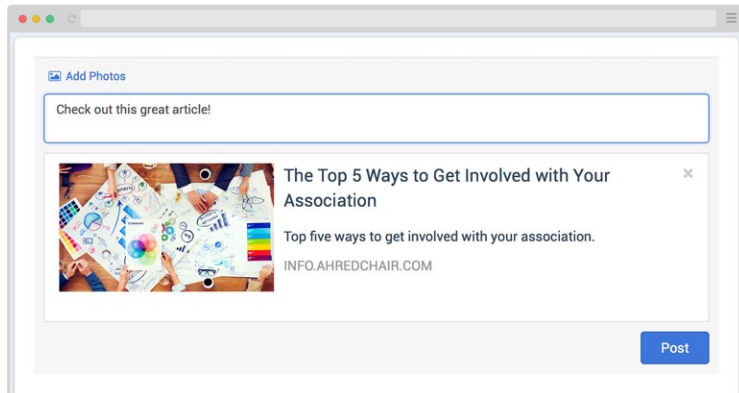 Add Photos
Check out this great article!
The Top 5 Ways to Get Involved with Your
Association
Top five ways to get involved with your association.
INFO.AHREDCHAIR.COM
Post